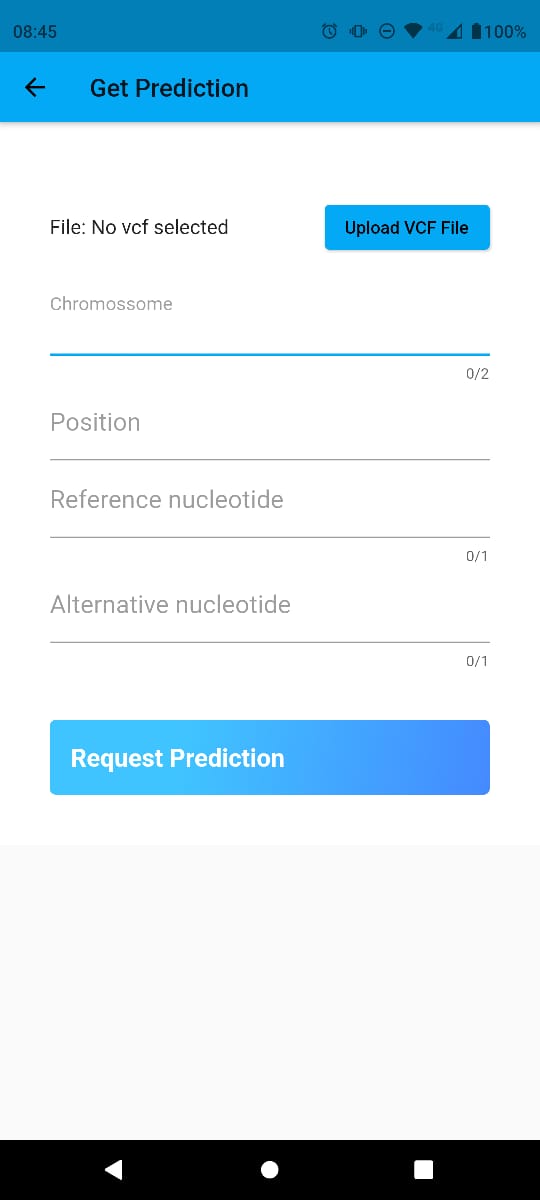 08:45 4G 100%
Get Prediction
File: No vcf selected Upload VCF File
Chromossome
0/2
Position
Reference nucleotide
0/1
Alternative nucleotide
0/1
Request Prediction